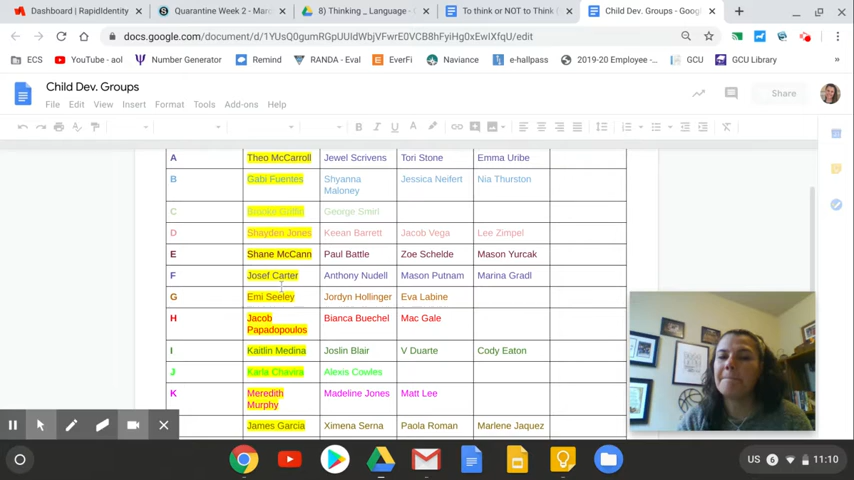 Dashboard | RapidIdentity
Quarantine Week 2 - Mar
8) Thinking _ Language - G
To think or NOT to Think (
Child Dev. Groups - Goog
docs.google.com/document/d/1YUsQ0gumRGpUUldWbjVFwrE0VCB8hFyiHg0xEwIXfqU/edit
ECS
YouTube - aol
Number Generator
Remind
RANDA - Eval
EverFi
Naviance
e-hallpass
2019-20 Employee -...
GCU
GCU Library
»
Child Dev. Groups
File Edit View Insert Format Tools Add-ons Help
Share
A Theo McCarroll Jewel Scrivens Tori Stone Emma Uribe
B Gabi Fuentes Shyanna Maloney Jessica Neifert Nia Thurston
C Brooke Griffin George Smirl
D Shayden Jones Keean Barrett Jacob Vega Lee Zimpel
E Shane McCann Paul Battle Zoe Schelde Mason Yurcak
F Josef Carter Anthony Nudell Mason Putnam Marina Gradl
G Emi Seeley Jordyn Hollinger Eva Labine
H Jacob Papadopoulos Bianca Buechel Mac Gale
I Kaitlin Medina Joslin Blair V Duarte Cody Eaton
J Karla Chavira Alexis Cowles
K Meredith Murphy Madeline Jones Matt Lee
James Garcia Ximena Serna Paola Roman Marlene Jaquez
US 6 11:10